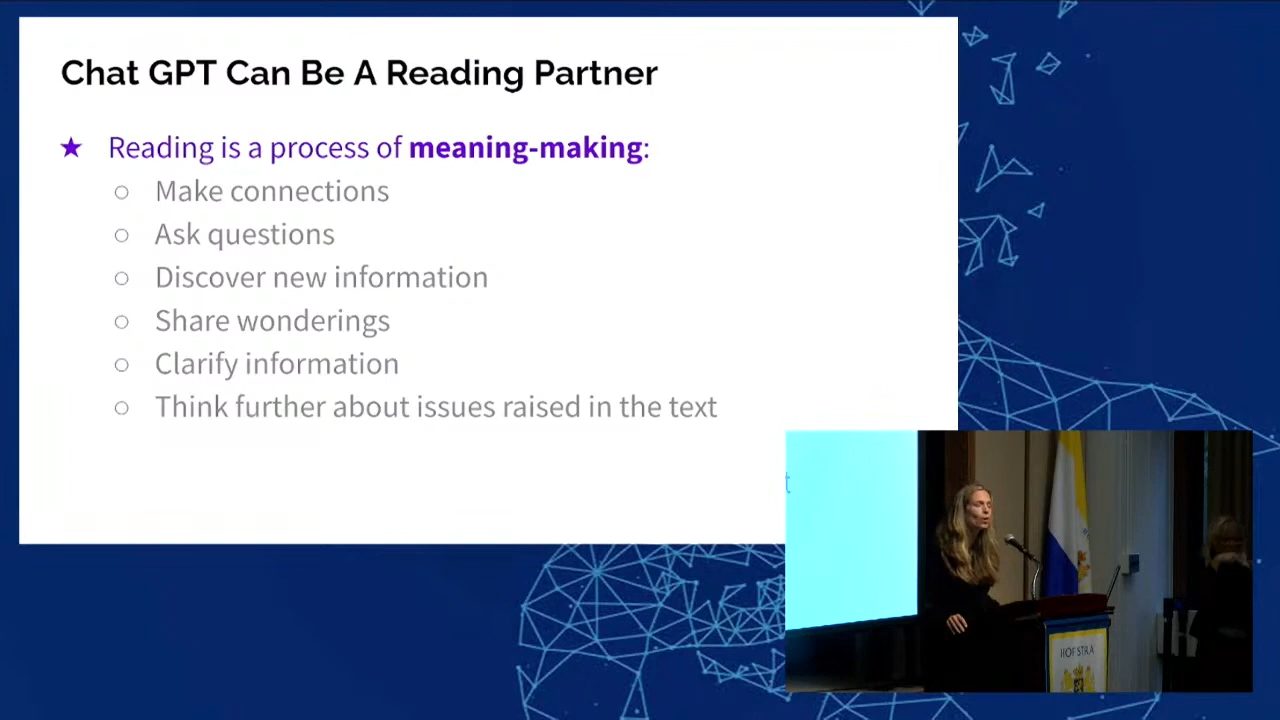 Chat GPT Can Be A Reading Partner
★ Reading is a process of meaning-making:
○ Make connections
○ Ask questions
○ Discover new information
○ Share wonderings
○ Clarify information
○ Think further about issues raised in the text
t
HOFSTRA
H